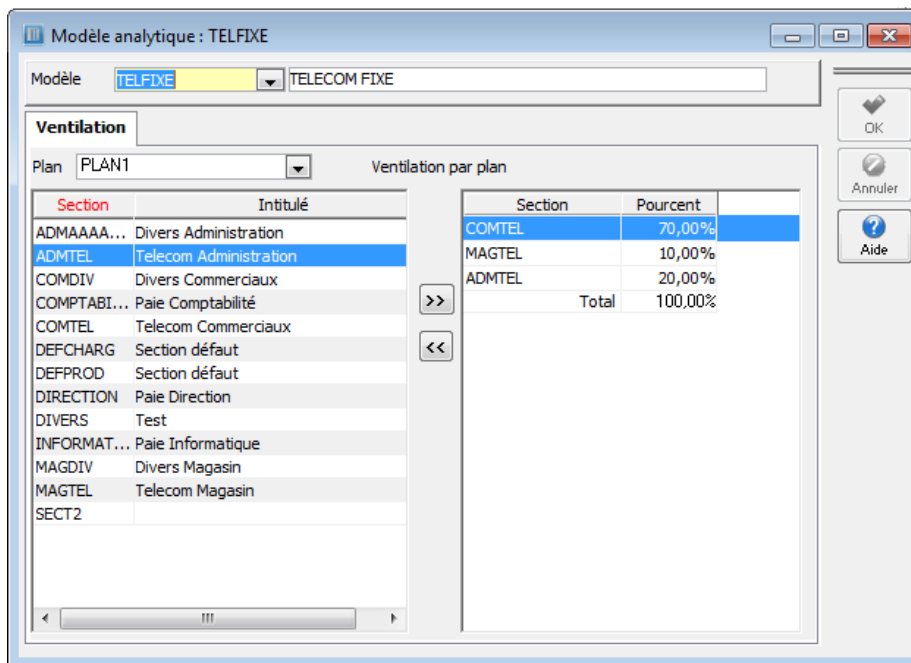 Modèle analytique : TELFIXE
Modèle TELFIXE TELECOM FIXE
OK
Annuler
Aide
Ventilation
Plan PLAN1 Ventilation par plan
Section Intitulé
ADMAAAA... Divers Administration
ADMTEL Telecom Administration
COMDIV Divers Commerciaux
COMPTABI... Paie Comptabilité
COMTEL Telecom Commerciaux
DEFCHARG Section défaut
DEFPROD Section défaut
DIRECTION Paie Direction
DIVERS Test
INFORMAT... Paie Informatique
MAGDIV Divers Magasin
MAGTEL Telecom Magasin
SECT2
>>
<<
Section Pourcent
COMTEL 70,00%
MAGTEL 10,00%
ADMTEL 20,00%
Total 100,00%